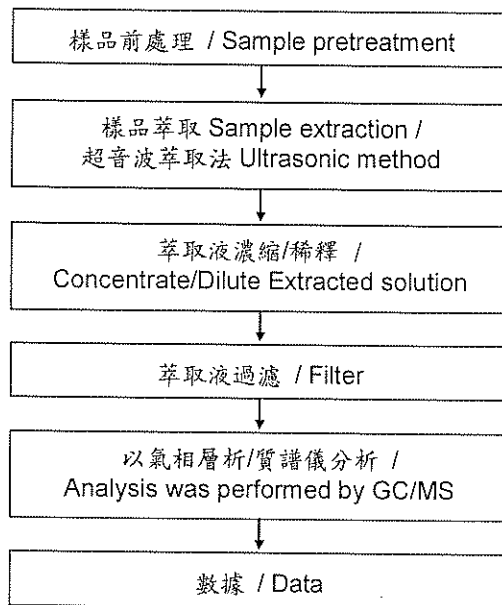 樣品前處理 / Sample pretreatment
樣品萃取 Sample extraction /
超音波萃取法 Ultrasonic method
萃取液濃縮/稀釋 /
Concentrate/Dilute Extracted solution
萃取液過濾 / Filter
以氣相層析/質譜儀分析 /
Analysis was performed by GC/MS
數據 / Data